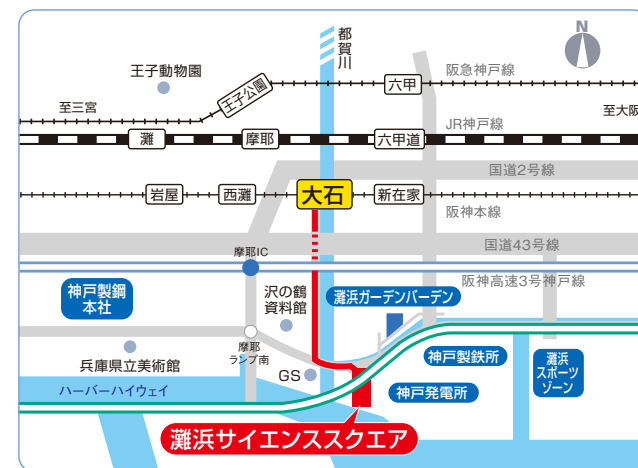 N
都賀川
王子動物園
六甲
阪急神戸線
王子公園
至三宮
至大阪
JR神戸線
灘
摩耶
六甲道
国道2号線
岩屋
西灘
大石
新在家
阪神本線
国道43号線
摩耶IC
阪神高速3号神戸線
神戸製鋼
本社
沢の鶴
資料館
灘浜ガーデンバーデン
摩耶
ランプ南
兵庫県立美術館
神戸製鉄所
灘浜
スポーツ
ゾーン
GS
ハーバーハイウェイ
神戸発電所
灘浜サイエンススクエア